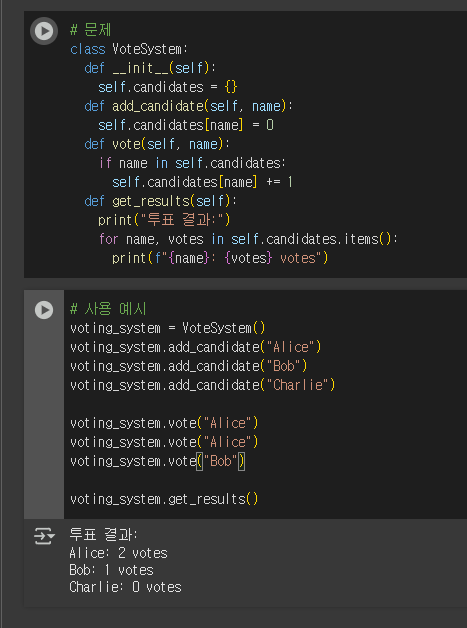 # 문제
class VoteSystem:
  def __init__(self):
    self.candidates = {}
  def add_candidate(self, name):
    self.candidates[name] = 0
  def vote(self, name):
    if name in self.candidates:
      self.candidates[name] += 1
  def get_results(self):
    print("투표 결과:")
    for name, votes in self.candidates.items():
      print(f"{name}: {votes} votes")
# 사용 예시
voting_system = VoteSystem()
voting_system.add_candidate("Alice")
voting_system.add_candidate("Bob")
voting_system.add_candidate("Charlie")
voting_system.vote("Alice")
voting_system.vote("Alice")
voting_system.vote("Bob")
voting_system.get_results()
투표 결과:
Alice: 2 votes
Bob: 1 votes
Charlie: 0 votes